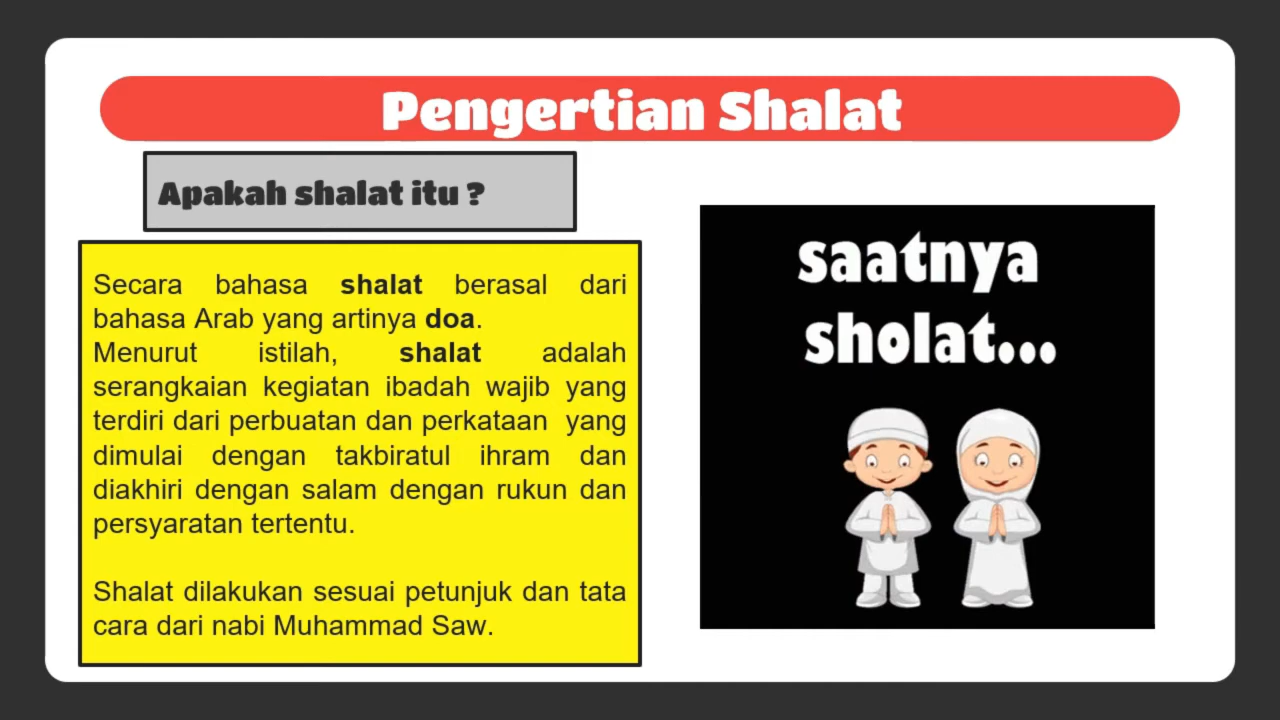 Pengertian Shalat
Apakah shalat itu ?
Secara bahasa shalat berasal dari
bahasa Arab yang artinya doa.
Menurut istilah, shalat adalah
serangkaian kegiatan ibadah wajib yang
terdiri dari perbuatan dan perkataan yang
dimulai dengan takbiratul ihram dan
diakhiri dengan salam dengan rukun dan
persyaratan tertentu.
Shalat dilakukan sesuai petunjuk dan tata
cara dari nabi Muhammad Saw.
saatnya
sholat...